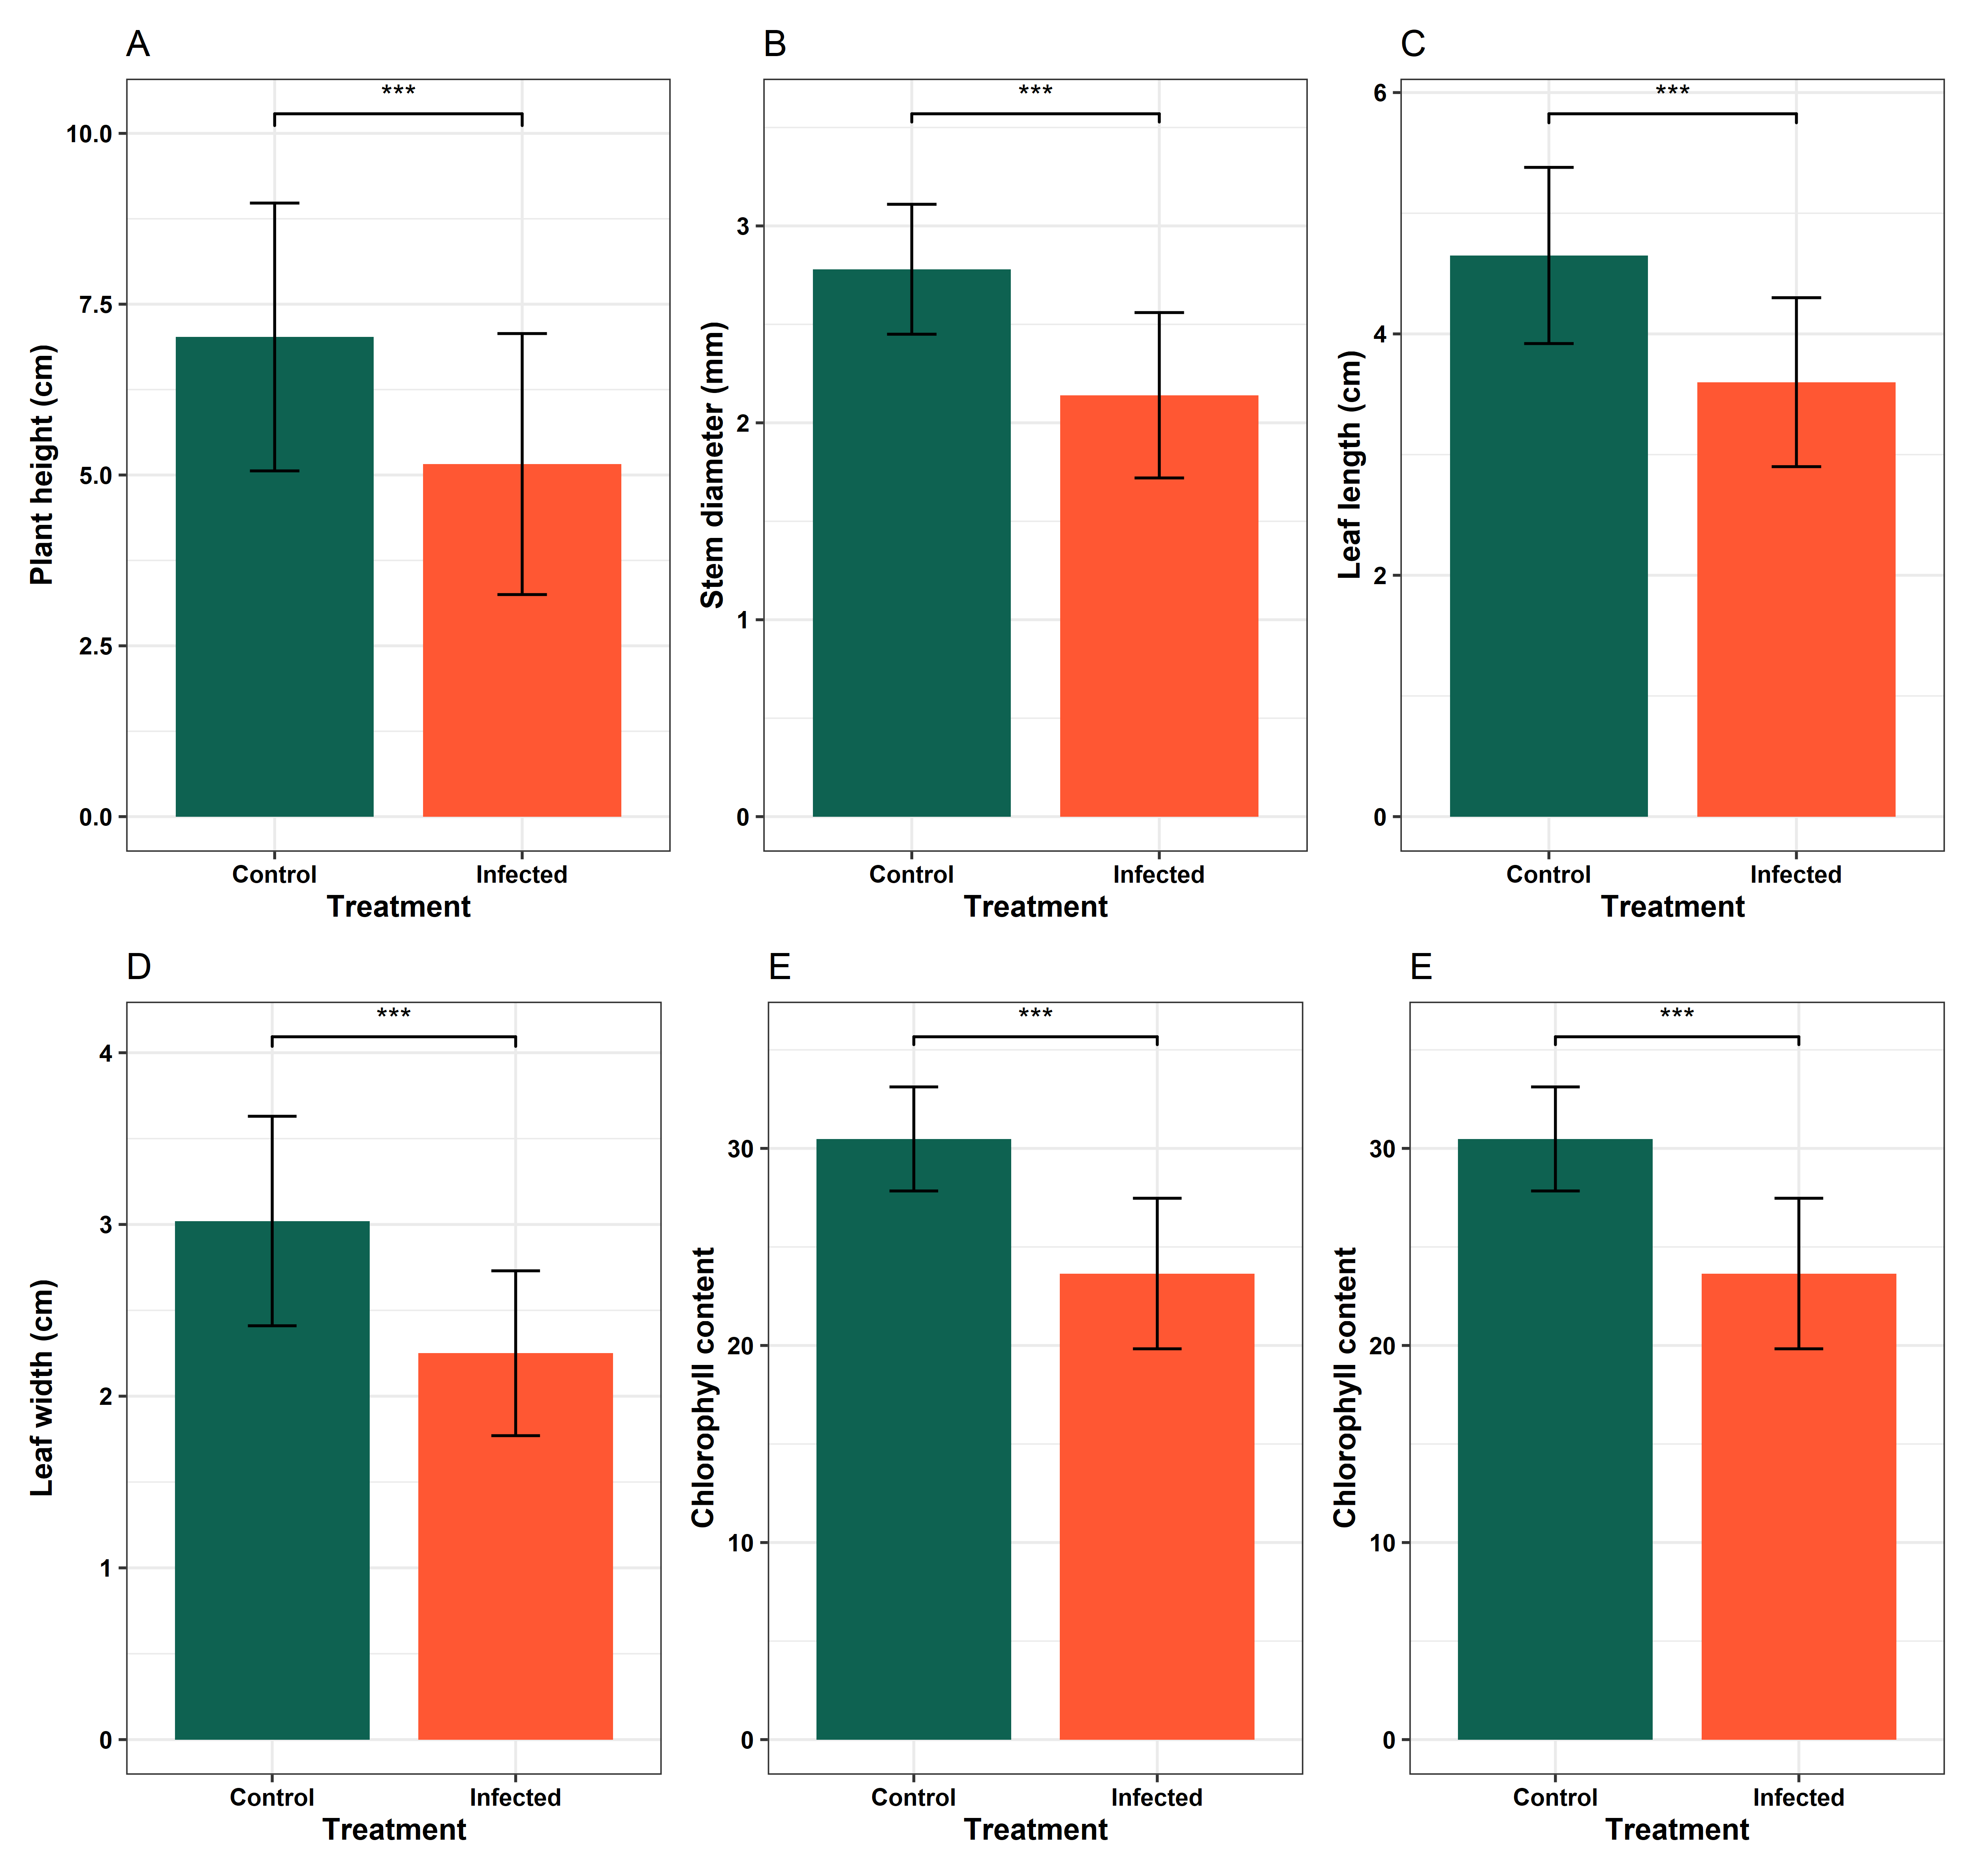 A
***
10.0
7.5
5.0
2.5
0.0
Plant height (cm)
Control Infected
Treatment
B
***
3
2
1
0
Stem diameter (mm)
Control Infected
Treatment
C
***
6
4
2
0
Leaf length (cm)
Control Infected
Treatment
D
***
4
3
2
1
0
Leaf width (cm)
Control Infected
Treatment
E
***
30
20
10
0
Chlorophyll content
Control Infected
Treatment
E
***
30
20
10
0
Chlorophyll content
Control Infected
Treatment